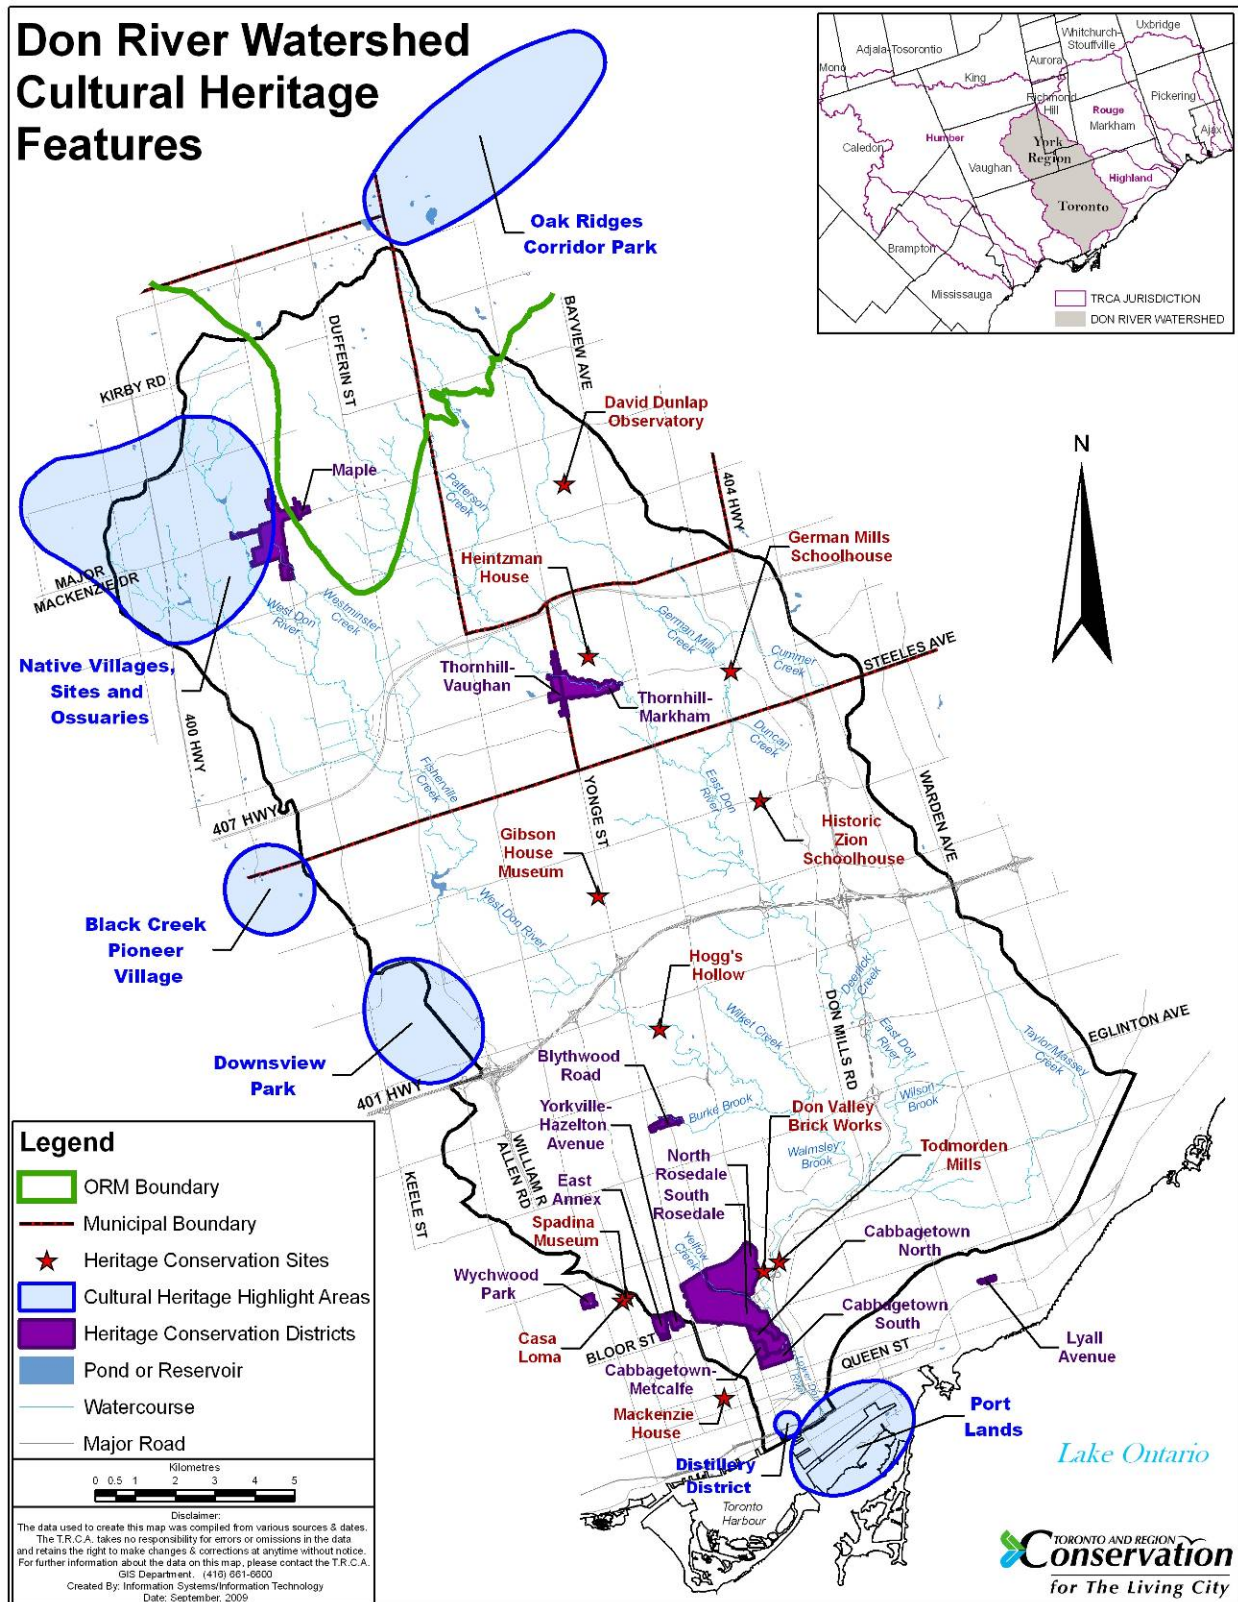 Don River Watershed
Cultural Heritage
Features
Uxbridge
Whitchurch-
Stouffville
Adjala-Tosorontio
Aurora
Mono
King
Pickering
Richmond
Hill
Rouge
Markham
Ajax
Humber
York
Region
Caledon
Vaughan
Highland
Toronto
Brampton
Mississauga
TRCA JURISDICTION
DON RIVER WATERSHED
Oak Ridges
Corridor Park
BAYVIEW AVE
DUFFERIN ST
KIRBY RD
David Dunlap
Observatory
N
Maple
Patterson
Creek
404 HWY
German Mills
Schoolhouse
Heintzman
House
MAJOR
MACKENZIE DR
West Don
River
Westminster
Creek
German Mills
Creek
Cummer
Creek
STEELES AVE
Native Villages,
Sites and
Ossuaries
Thornhill-
Vaughan
Thornhill-
Markham
400 HWY
Fisherville
Creek
Duncan
Creek
East Don
River
WARDEN AVE
YONGE ST
407 HWY
Gibson
House
Museum
Historic
Zion
Schoolhouse
Black Creek
Pioneer
Village
West Don River
Hogg's
Hollow
Deerlick Creek
Wilket Creek
DON MILLS RD
East Don
River
Taylor/Massey
Creek
EGLINTON AVE
Downsview
Park
Blythwood
Road
401 HWY
Wilson
Brook
Burke Brook
Yorkville-
Hazelton
Avenue
Don Valley
Brick Works
WILLIAM R
ALLEN RD
Walmsley
Brook
Todmorden
Mills
North
Rosedale
South
Rosedale
KEELE ST
East
Annex
Spadina
Museum
Yellow
Creek
Cabbagetown
North
Wychwood
Park
Cabbagetown
South
Casa
Loma
BLOOR ST
QUEEN ST
Lyall
Avenue
Cabbagetown-
Metcalfe
Lower Don
River
Mackenzie
House
Port
Lands
Distillery
District
Lake Ontario
Toronto
Harbour
Legend
ORM Boundary
Municipal Boundary
Heritage Conservation Sites
Cultural Heritage Highlight Areas
Heritage Conservation Districts
Pond or Reservoir
Watercourse
Major Road
Kilometres
0 0.5 1 2 3 4 5
Disclaimer:
The data used to create this map was compiled from various sources & dates.
The T.R.C.A. takes no responsibility for errors or omissions in the data
and retains the right to make changes & corrections at anytime without notice.
For further information about the data on this map, please contact the T.R.C.A.
GIS Department. (416) 661-6600
Created By: Information Systems/Information Technology
Date: September, 2009
TORONTO AND REGION
Conservation
for The Living City